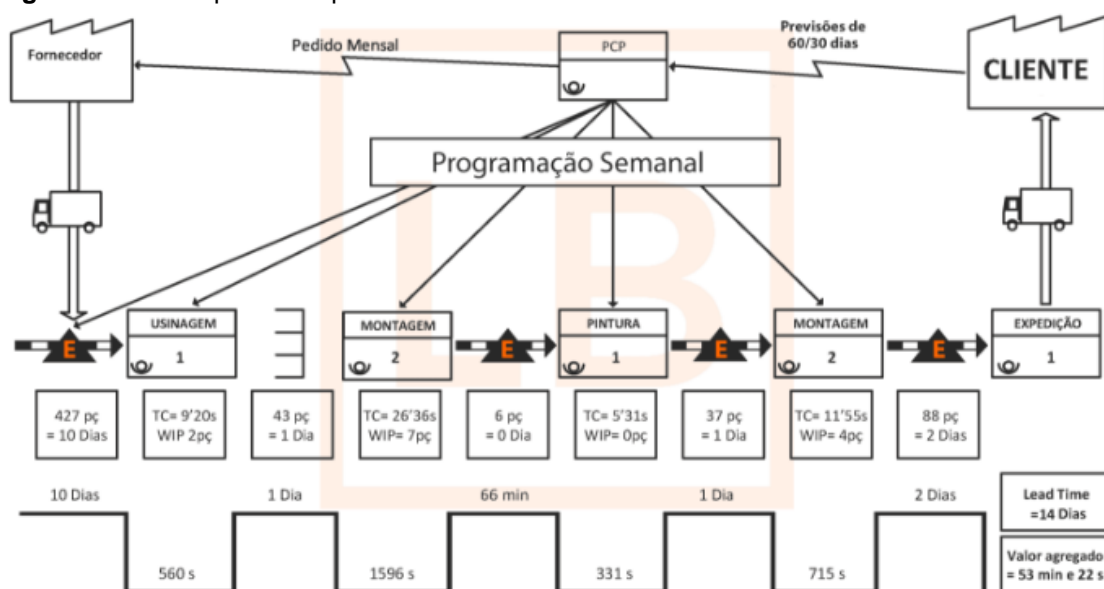 Fornecedor
Pedido Mensal
PCP
Previsões de
60/30 dias
CLIENTE
Programação Semanal
LB
USINAGEM
MONTAGEM
PINTURA
MONTAGEM
EXPEDIÇÃO
E
1
2
E
1
E
2
E
1
427 pç
= 10 Dias
TC= 9'20s
WIP 2pç
43 pç
= 1 Dia
TC= 26'36s
WIP= 7pç
6 pç
= 0 Dia
TC= 5'31s
WIP= 0pç
37 pç
= 1 Dia
TC= 11'55s
WIP= 4pç
88 pç
= 2 Dias
10 Dias
1 Dia
66 min
1 Dia
2 Dias
Lead Time
=14 Dias
560 s
1596 s
331 s
715 s
Valor agregado
= 53 min e 22 s